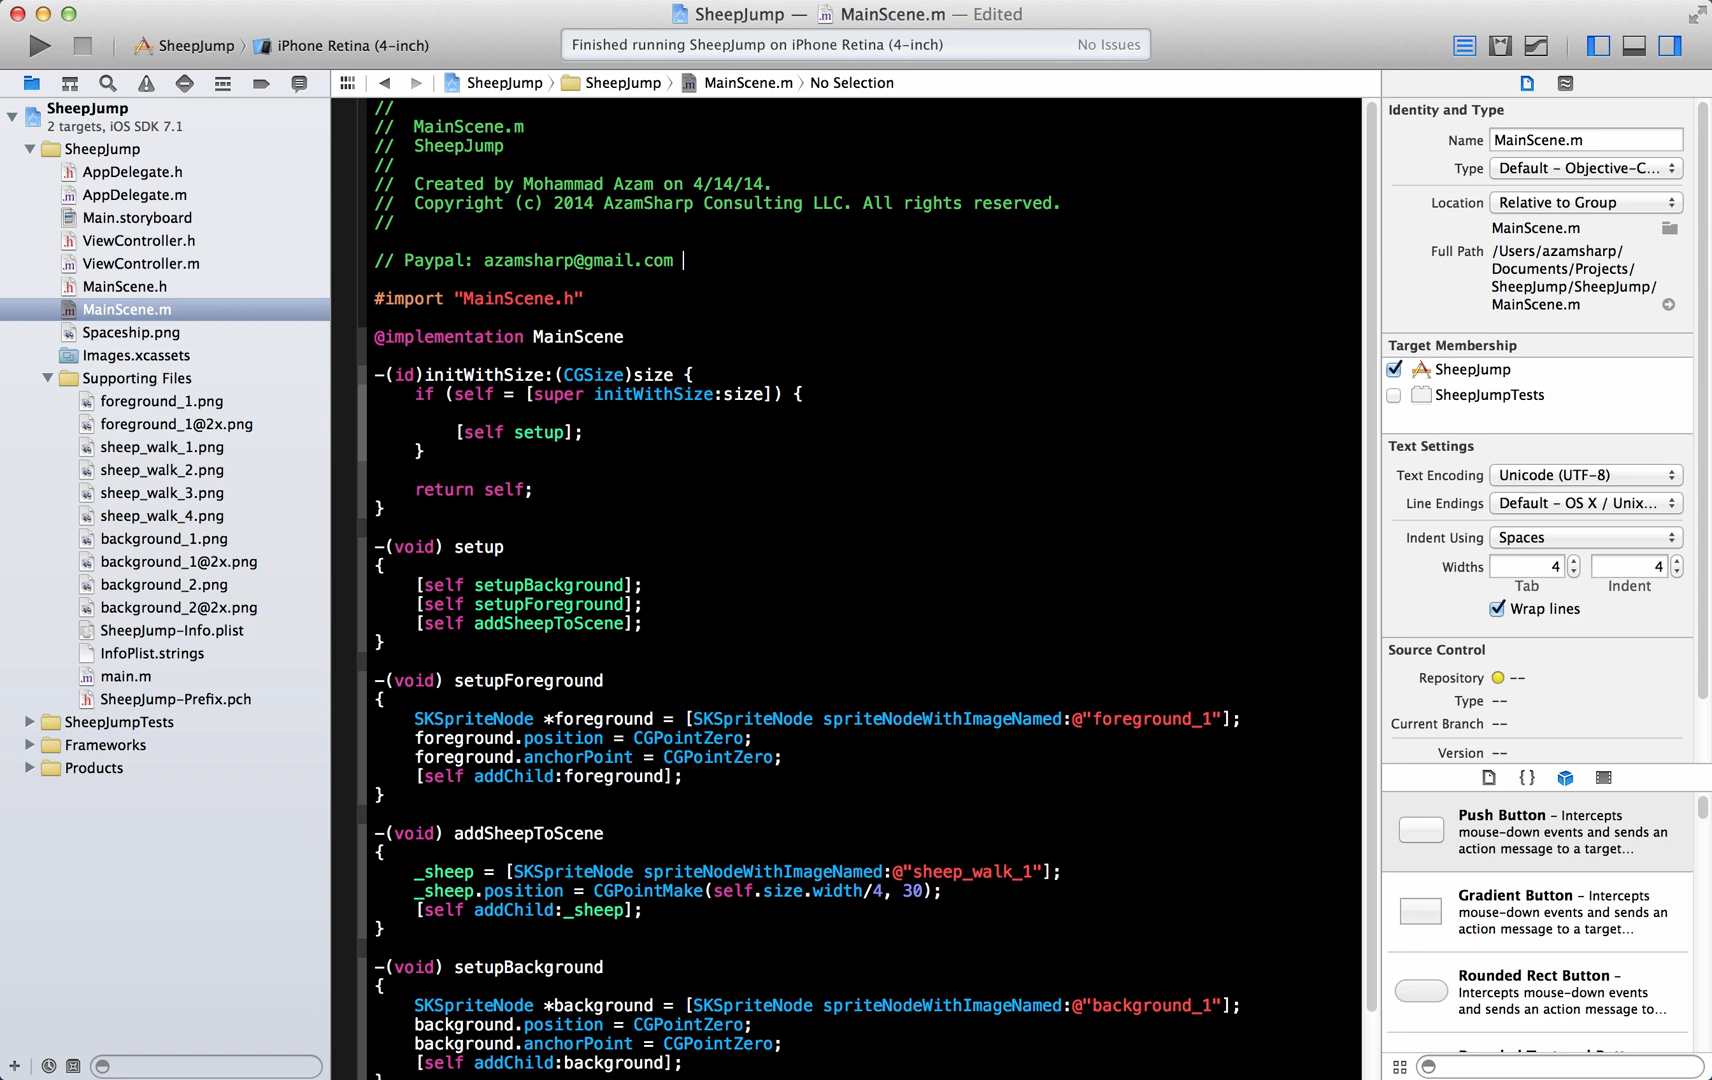 SheepJump — MainScene.m — Edited
SheepJump iPhone Retina (4-inch)
Finished running SheepJump on iPhone Retina (4-inch) No Issues
SheepJump SheepJump MainScene.m No Selection
SheepJump
2 targets, iOS SDK 7.1
SheepJump
AppDelegate.h
AppDelegate.m
Main.storyboard
ViewController.h
ViewController.m
MainScene.h
MainScene.m
Spaceship.png
Images.xcassets
Supporting Files
foreground_1.png
foreground_1@2x.png
sheep_walk_1.png
sheep_walk_2.png
sheep_walk_3.png
sheep_walk_4.png
background_1.png
background_1@2x.png
background_2.png
background_2@2x.png
SheepJump-Info.plist
InfoPlist.strings
main.m
SheepJump-Prefix.pch
SheepJumpTests
Frameworks
Products
//
// MainScene.m
// SheepJump
//
// Created by Mohammad Azam on 4/14/14.
// Copyright (c) 2014 AzamSharp Consulting LLC. All rights reserved.
//
// Paypal: azamsharp@gmail.com
#import "MainScene.h"
@implementation MainScene
-(id)initWithSize:(CGSize)size {
if (self = [super initWithSize:size]) {
[self setup];
}
return self;
}
-(void) setup
{
[self setupBackground];
[self setupForeground];
[self addSheepToScene];
}
-(void) setupForeground
{
SKSpriteNode *foreground = [SKSpriteNode spriteNodeWithImageNamed:@"foreground_1"];
foreground.position = CGPointZero;
foreground.anchorPoint = CGPointZero;
[self addChild:foreground];
}
-(void) addSheepToScene
{
_sheep = [SKSpriteNode spriteNodeWithImageNamed:@"sheep_walk_1"];
_sheep.position = CGPointMake(self.size.width/4, 30);
[self addChild:_sheep];
}
-(void) setupBackground
{
SKSpriteNode *background = [SKSpriteNode spriteNodeWithImageNamed:@"background_1"];
background.position = CGPointZero;
background.anchorPoint = CGPointZero;
[self addChild:background];
Identity and Type
Name MainScene.m
Type Default - Objective-C...
Location Relative to Group
MainScene.m
Full Path /Users/azamsharp/
Documents/Projects/
SheepJump/SheepJump/
MainScene.m
Target Membership
SheepJump
SheepJumpTests
Text Settings
Text Encoding Unicode (UTF-8)
Line Endings Default - OS X / Unix...
Indent Using Spaces
Widths 4 4
Tab Indent
Wrap lines
Source Control
Repository --
Type --
Current Branch --
Version --
{}
Push Button - Intercepts
mouse-down events and sends an
action message to a target...
Gradient Button - Intercepts
mouse-down events and sends an
action message to a target...
Rounded Rect Button -
Intercepts mouse-down events
and sends an action message to...